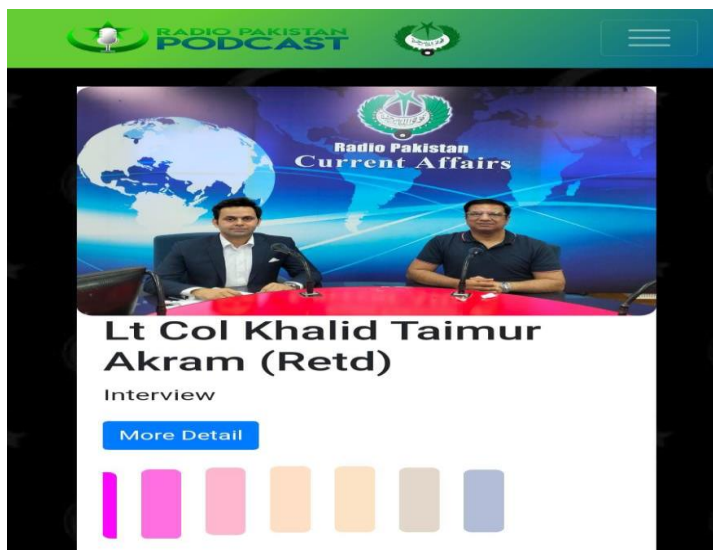 RADIO PAKISTAN
PODCAST
Radio Pakistan
Current Affairs
Lt Col Khalid Taimur
Akram (Retd)
Interview
More Detail